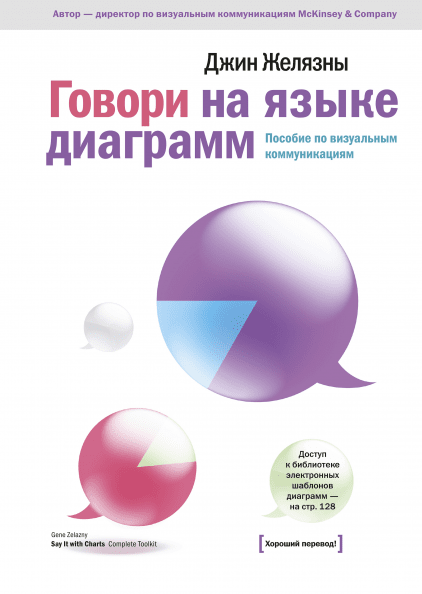 Автор — директор по визуальным коммуникациям McKinsey & Company
Джин Желязны
Говори на языке
диаграмм
Пособие по визуальным
коммуникациям
Доступ
к библиотеке
электронных
шаблонов
диаграмм —
на стр. 128
Gene Zelazny
Say It with Charts Complete Toolkit
[Хороший перевод!]